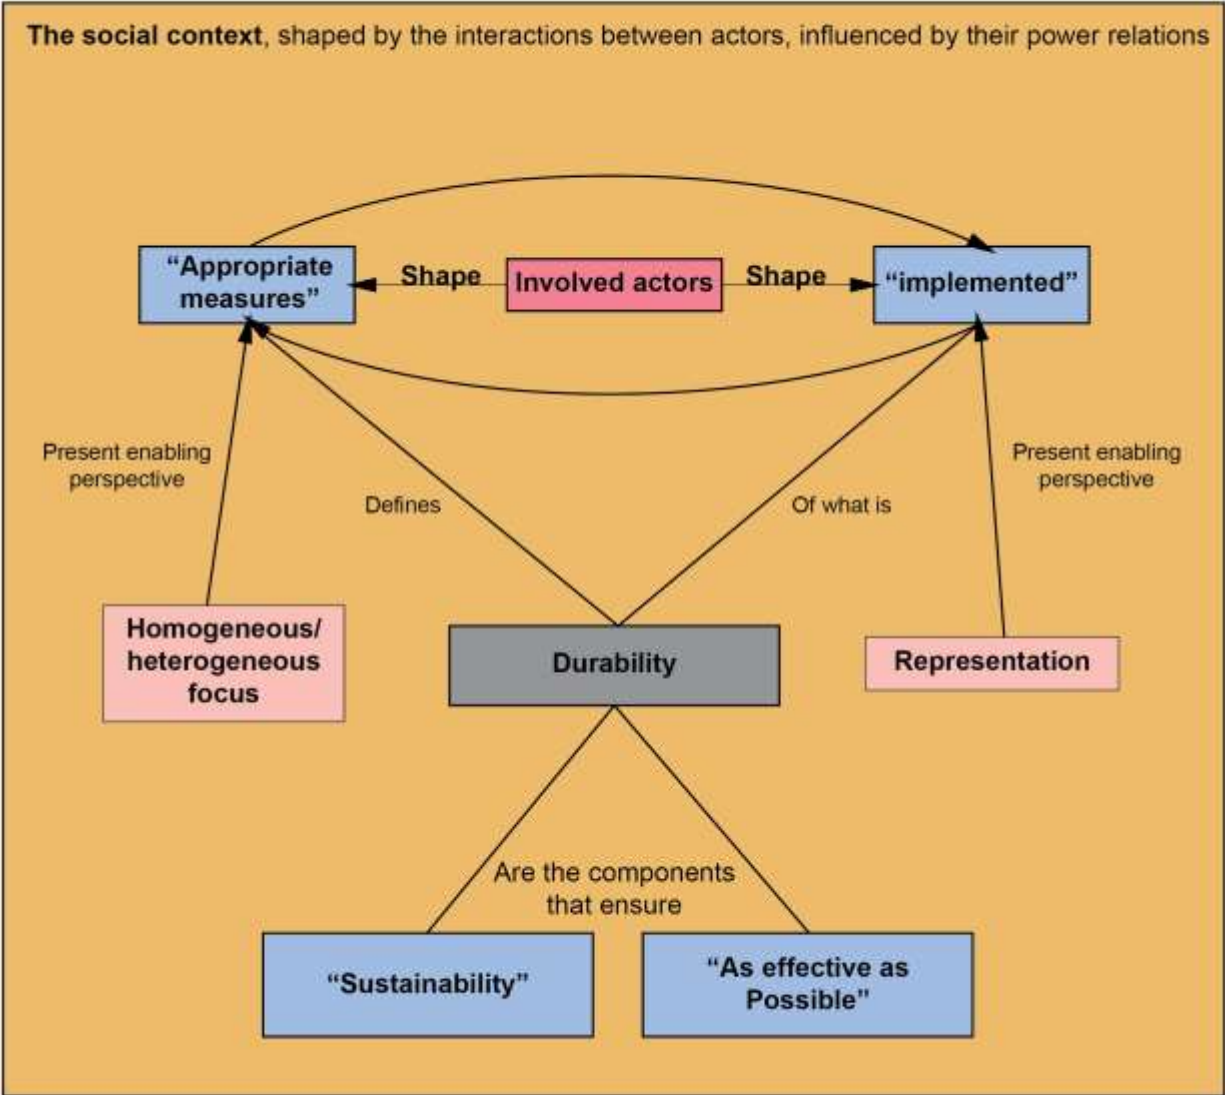 The social context, shaped by the interactions between actors, influenced by their power relations
“Appropriate
measures”
Shape
Involved actors
Shape
“implemented”
Present enabling
perspective
Defines
Of what is
Present enabling
perspective
Homogeneous/
heterogeneous
focus
Durability
Representation
Are the components
that ensure
“Sustainability”
“As effective as
Possible”